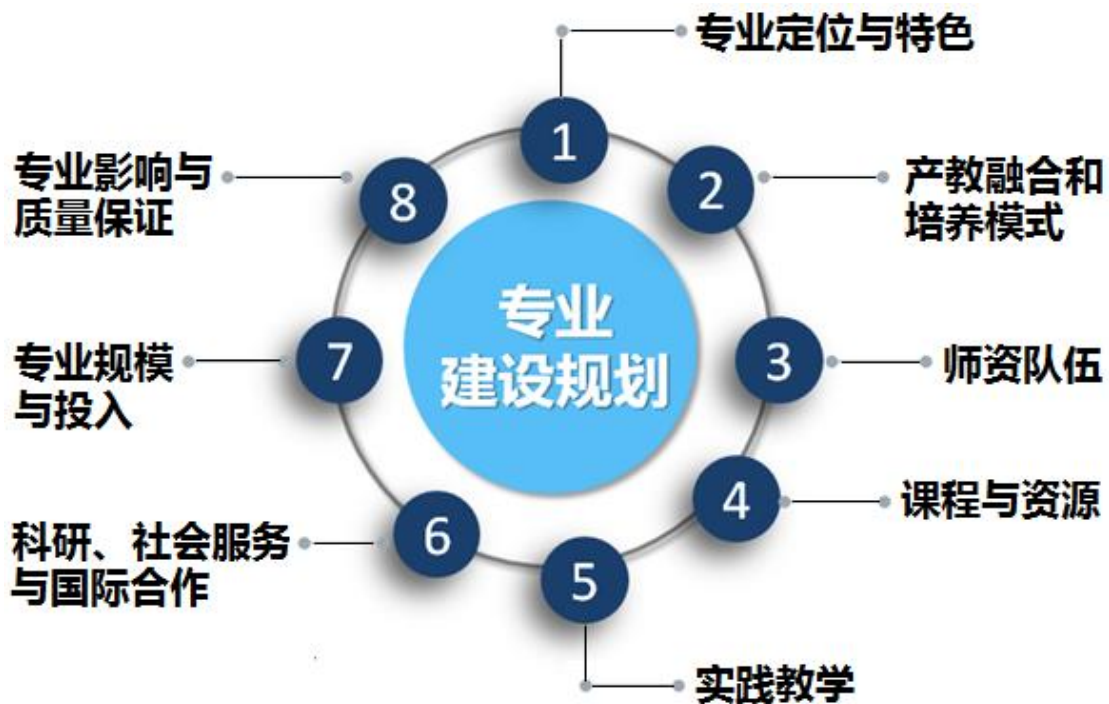 专业
建设规划
1
专业定位与特色
2
产教融合和
培养模式
3
师资队伍
4
课程与资源
5
实践教学
6
科研、社会服务
与国际合作
7
专业规模
与投入
8
专业影响与
质量保证